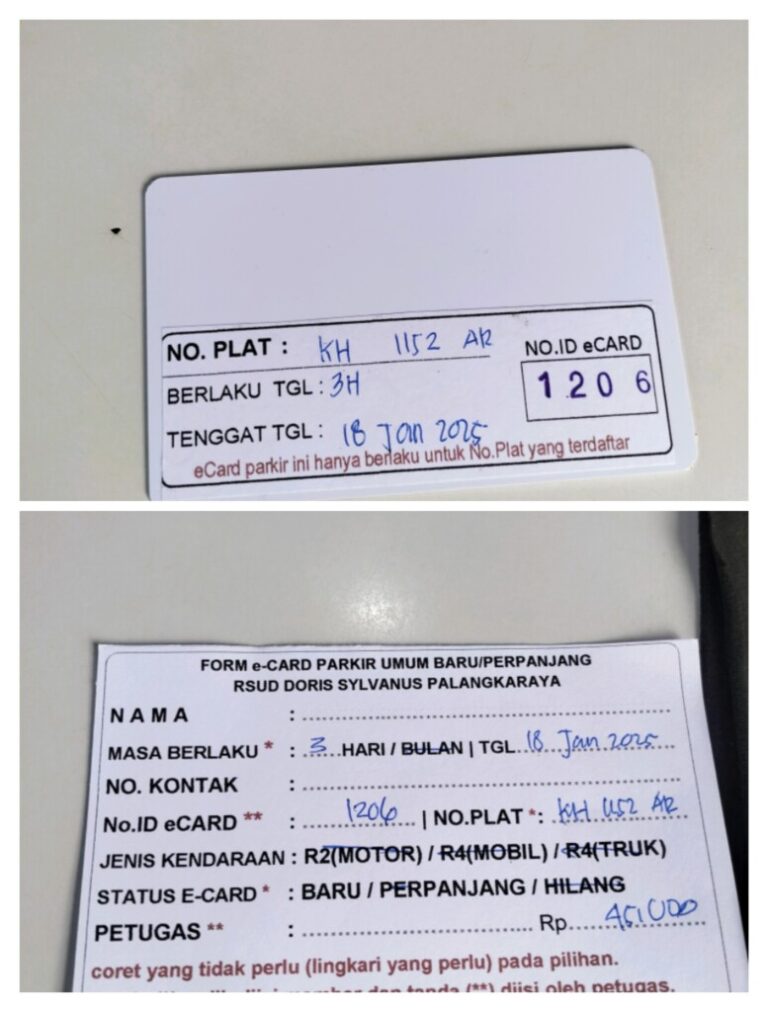 NO. PLAT : KH 1152 AR
NO.ID eCARD
BERLAKU TGL : 3H
1206
TENGGAT TGL : 18 Jan 2025
eCard parkir ini hanya berlaku untuk No.Plat yang terdaftar
FORM e-CARD PARKIR UMUM BARU/PERPANJANG
RSUD DORIS SYLVANUS PALANGKARAYA
NAMA :
MASA BERLAKU * : 3 HARI / BULAN | TGL 18 Jan 2025
NO. KONTAK :
No.ID eCARD ** : 1206 | NO.PLAT *: KH 1152 AR
JENIS KENDARAAN : R2(MOTOR) / R4(MOBIL) / R4(TRUK)
STATUS E-CARD * : BARU / PERPANJANG / HILANG
PETUGAS ** : Rp
coret yang tidak perlu (lingkari yang perlu) pada pilihan.
(**) diisi oleh petugas.